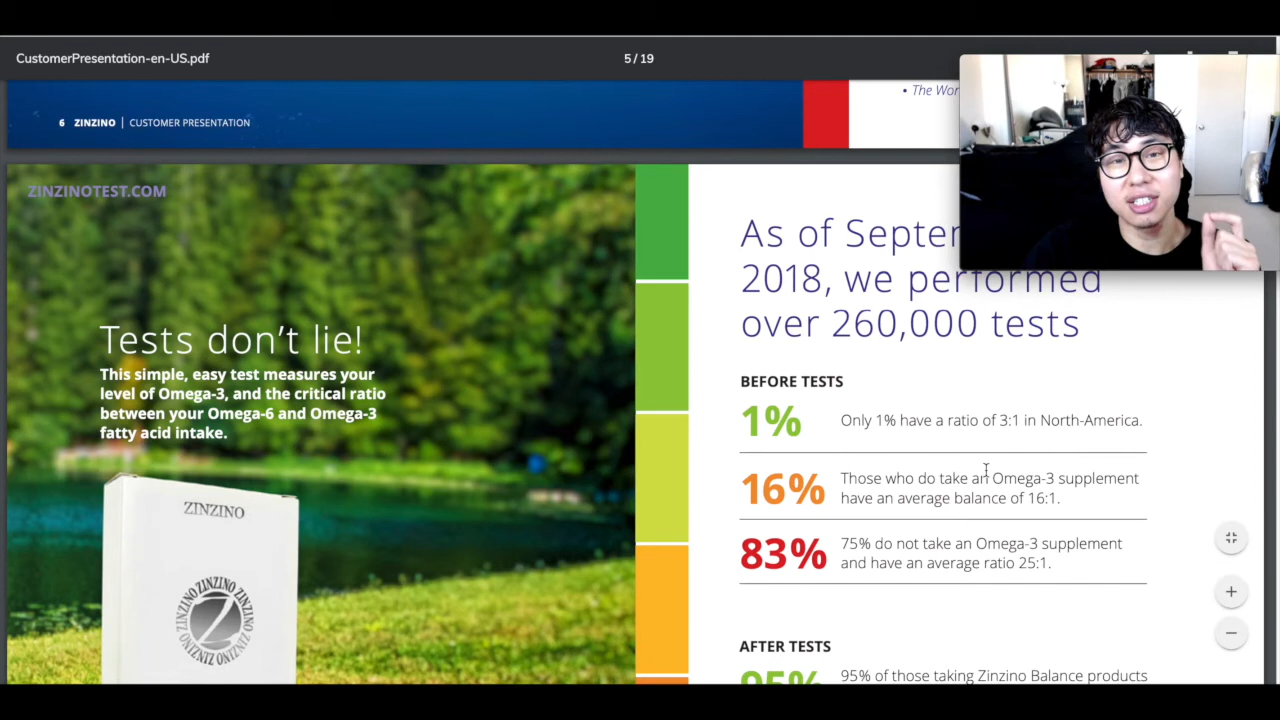 CustomerPresentation-en-US.pdf
5 / 19
• The
6 ZINZINO | CUSTOMER PRESENTATION
ZINZINOTEST.COM
Tests don't lie!
This simple, easy test measures your
level of Omega-3, and the critical ratio
between your Omega-6 and Omega-3
fatty acid intake.
ZINZINO
ZINZINO ZINZINO ZINZINO
Z
As of
2018, we performed
over 260,000 tests
BEFORE TESTS
1% Only 1% have a ratio of 3:1 in North-America.
16% Those who do take an Omega-3 supplement
have an average balance of 16:1.
83% 75% do not take an Omega-3 supplement
and have an average ratio 25:1.
AFTER TESTS
95% 95% of those taking Zinzino Balance products